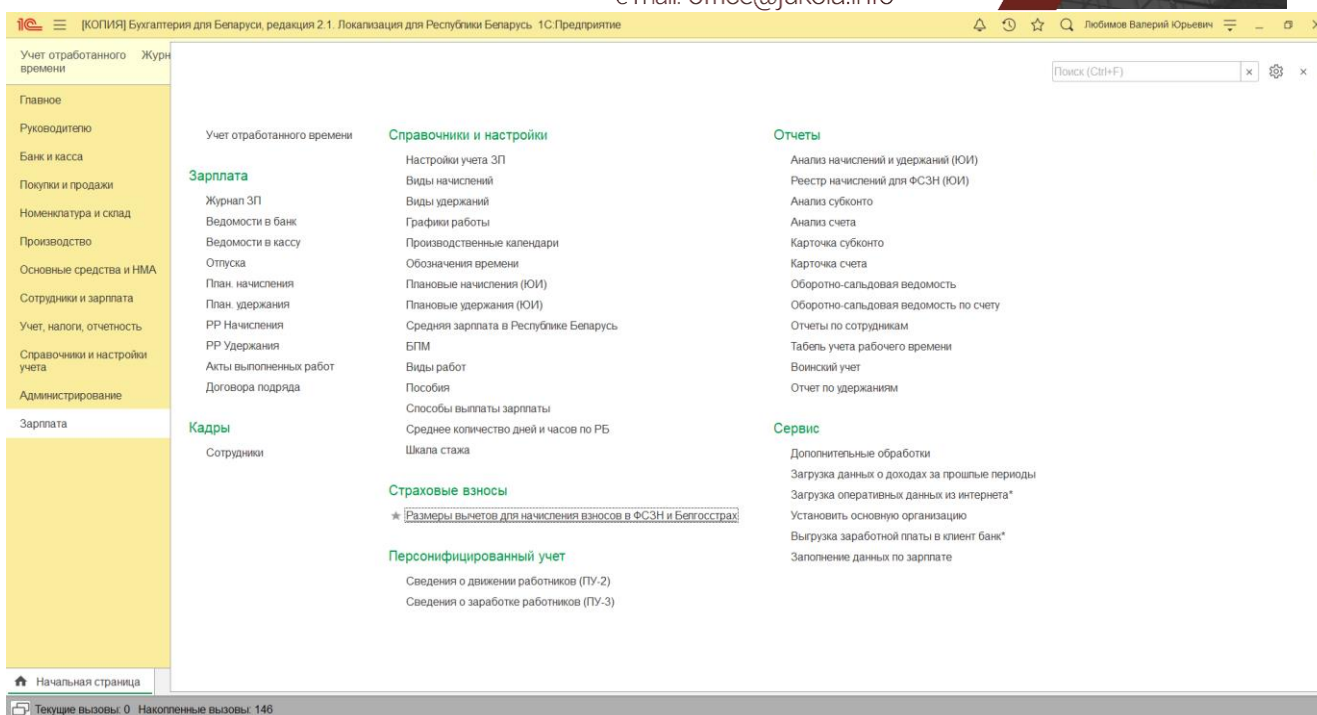 e-mail: office@jukola.info
1С [КОПИЯ] Бухгалтерия для Беларуси, редакция 2.1. Локализация для Республики Беларусь 1С:Предприятие
Любимов Валерий Юрьевич
Учет отработанного времени
Журн
Поиск (Ctrl+F)
Главное
Руководителю
Банк и касса
Покупки и продажи
Номенклатура и склад
Производство
Основные средства и НМА
Сотрудники и зарплата
Учет, налоги, отчетность
Справочники и настройки учета
Администрирование
Зарплата
Учет отработанного времени
Зарплата
Журнал ЗП
Ведомости в банк
Ведомости в кассу
Отпуска
План. начисления
План. удержания
РР Начисления
РР Удержания
Акты выполненных работ
Договора подряда
Кадры
Сотрудники
Справочники и настройки
Настройки учета ЗП
Виды начислений
Виды удержаний
Графики работы
Производственные календари
Обозначения времени
Плановые начисления (ЮИ)
Плановые удержания (ЮИ)
Средняя зарплата в Республике Беларусь
БПМ
Виды работ
Пособия
Способы выплаты зарплаты
Среднее количество дней и часов по РБ
Шкала стажа
Страховые взносы
Размеры вычетов для начисления взносов в ФСЗН и Белгосстрах
Персонифицированный учет
Сведения о движении работников (ПУ-2)
Сведения о заработке работников (ПУ-3)
Отчеты
Анализ начислений и удержаний (ЮИ)
Реестр начислений для ФСЗН (ЮИ)
Анализ субконто
Анализ счета
Карточка субконто
Карточка счета
Оборотно-сальдовая ведомость
Оборотно-сальдовая ведомость по счету
Отчеты по сотрудникам
Табель учета рабочего времени
Воинский учет
Отчет по удержаниям
Сервис
Дополнительные обработки
Загрузка данных о доходах за прошлые периоды
Загрузка оперативных данных из интернета*
Установить основную организацию
Выгрузка заработной платы в клиент банк*
Заполнение данных по зарплате
Начальная страница
Текущие вызовы: 0 Накопленные вызовы: 146